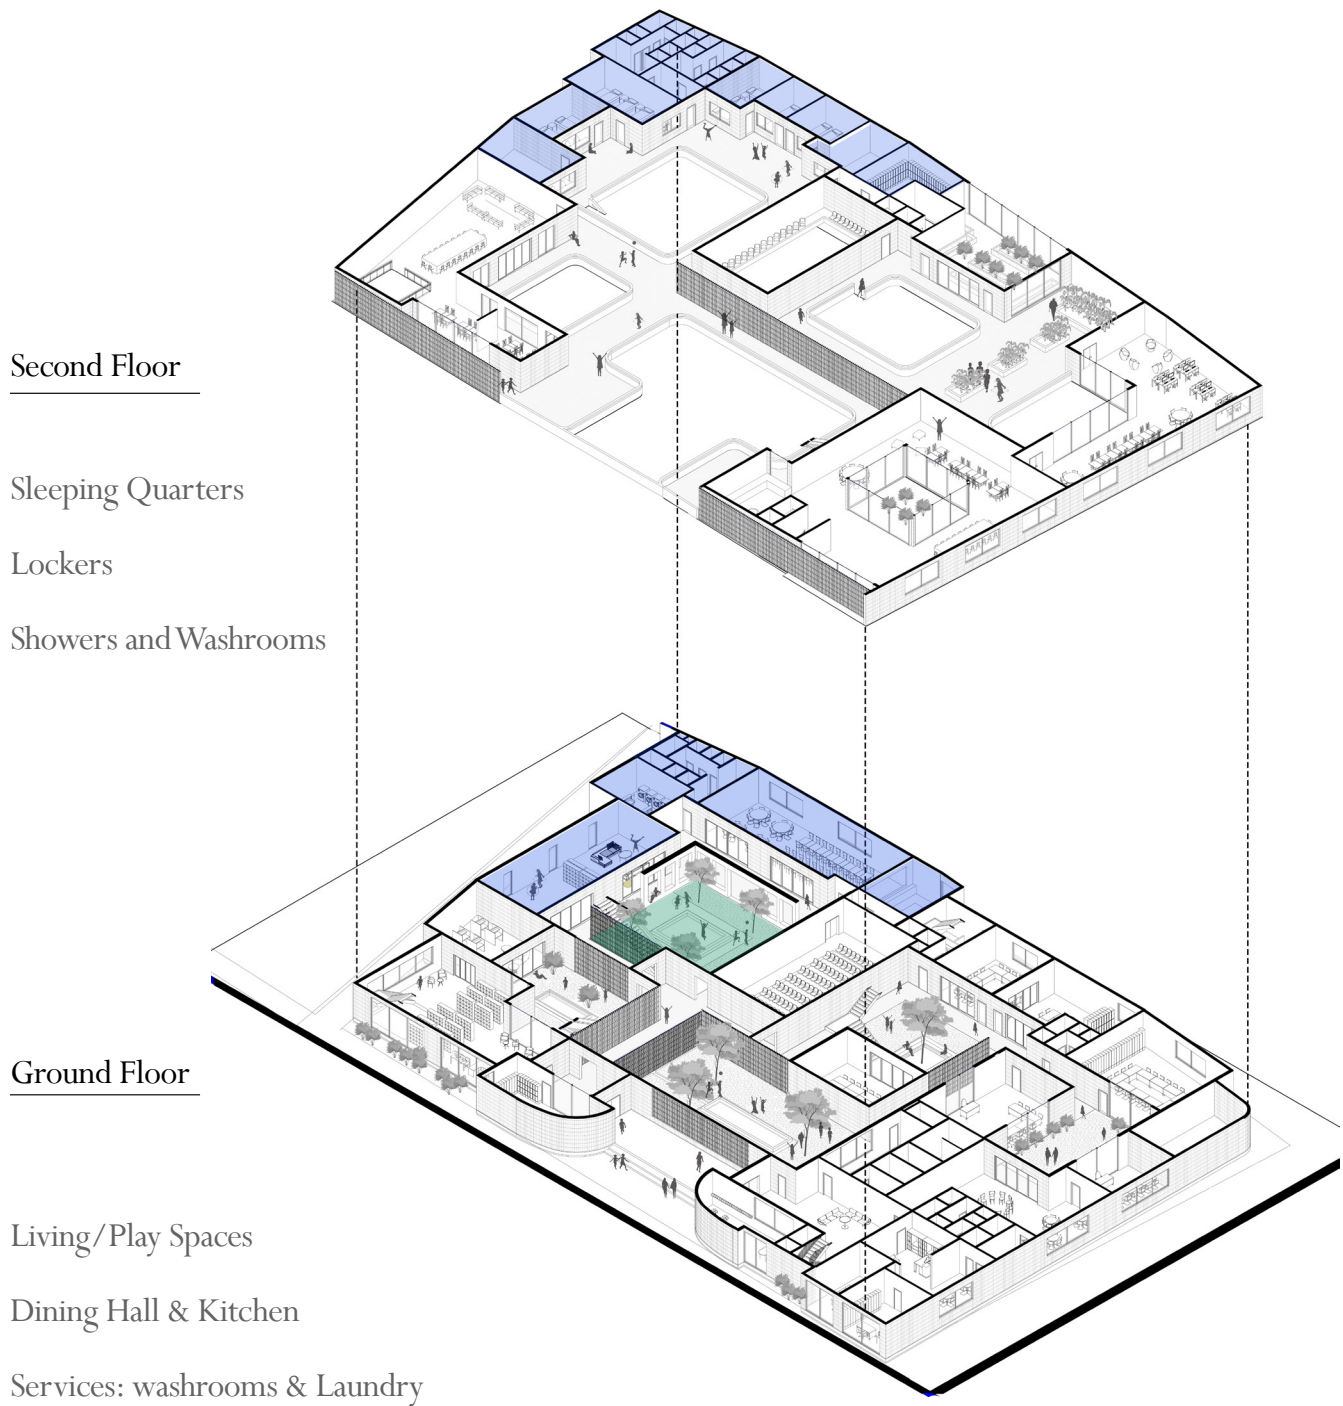 Second Floor
Sleeping Quarters
Lockers
Showers and Washrooms
Ground Floor
Living/Play Spaces
Dining Hall & Kitchen
Services: washrooms & Laundry